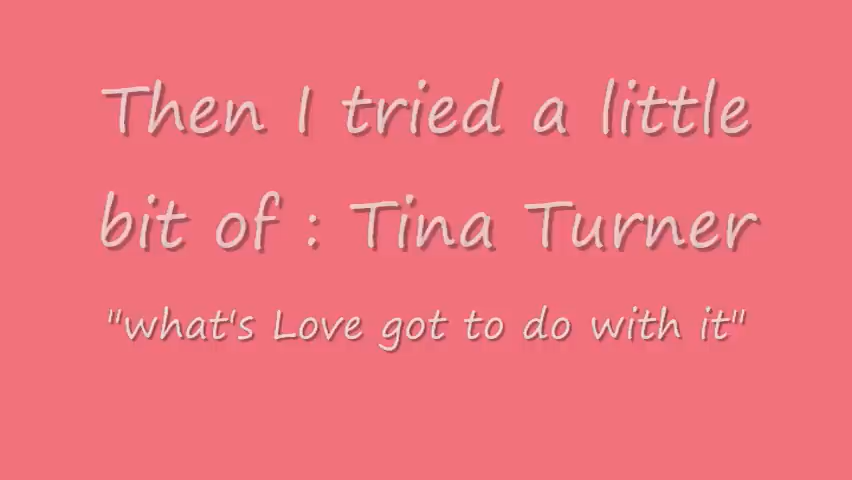 Then I tried a little
bit of : Tina Turner
"what's Love got to do with it"